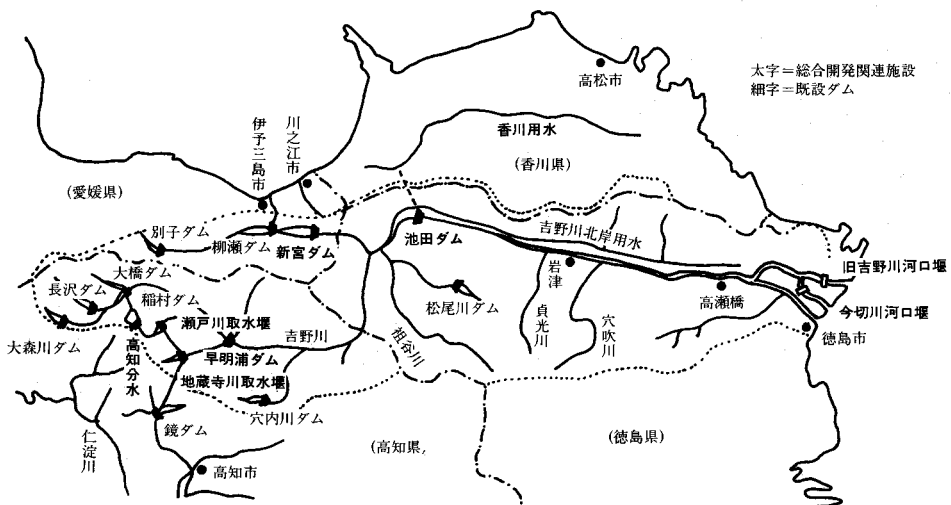 高松市
太字=総合開発関連施設
細字=既設ダム
香川用水
(香川県)
川之江市
伊予三島市
(愛媛県)
別子ダム
柳瀬ダム
新宮ダム
池田ダム
吉野川北岸用水
旧吉野川河口堰
今切川河口堰
大橋ダム
長沢ダム
稲村ダム
瀬戸川取水堰
大森川ダム
高知分水
早明浦ダム
吉野川
地蔵寺川取水堰
穴内川ダム
祖谷川
松尾川ダム
岩津
貞光川
穴吹川
高瀬橋
徳島市
鏡ダム
仁淀川
高知市
(高知県)
(徳島県)